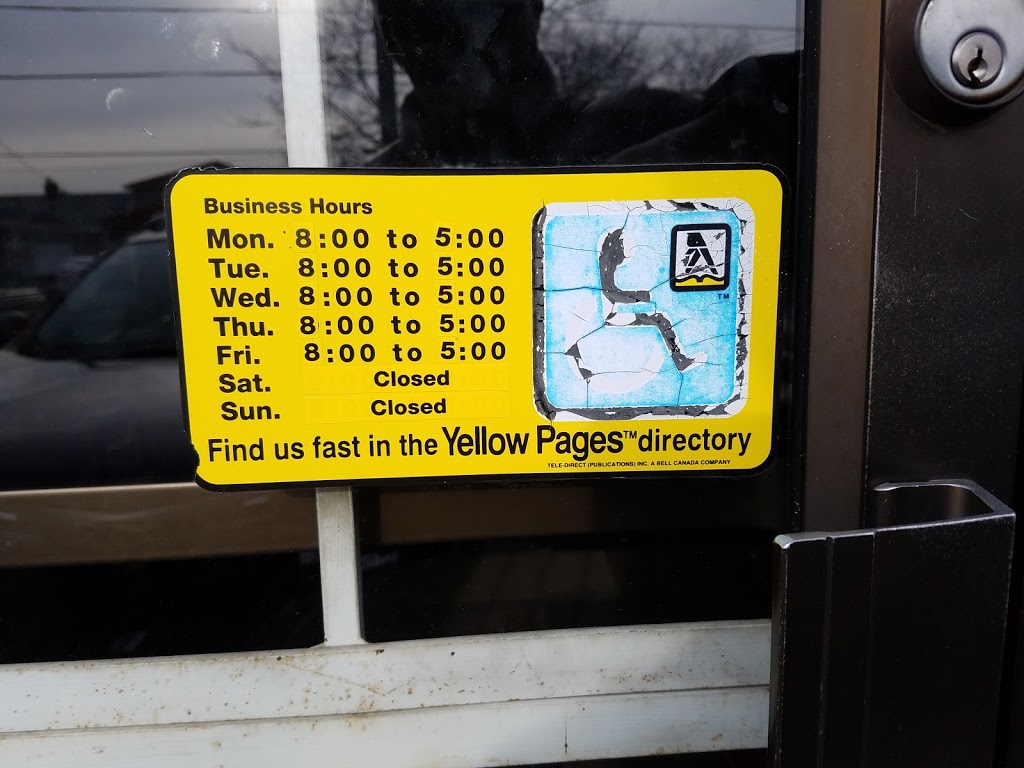 Business Hours
Mon. 8:00 to 5:00
Tue. 8:00 to 5:00
Wed. 8:00 to 5:00
Thu. 8:00 to 5:00
Fri. 8:00 to 5:00
Sat. Closed
Sun. Closed
TM
Find us fast in the Yellow Pages™ directory
TELE-DIRECT (PUBLICATIONS) INC. A BELL CANADA COMPANY